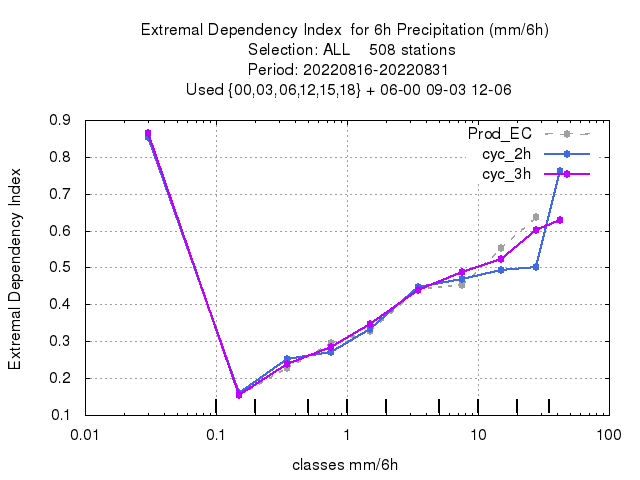 Extremal Dependency Index  for 6h Precipitation (mm/6h)
Selection: ALL    508 stations
Period: 20220816-20220831
Used {00,03,06,12,15,18} + 06-00 09-03 12-06
Extremal Dependency Index
0.9
0.8
0.7
0.6
0.5
0.4
0.3
0.2
0.1
Prod_EC
cyc_2h
cyc_3h
0.01
0.1
1
10
100
classes mm/6h